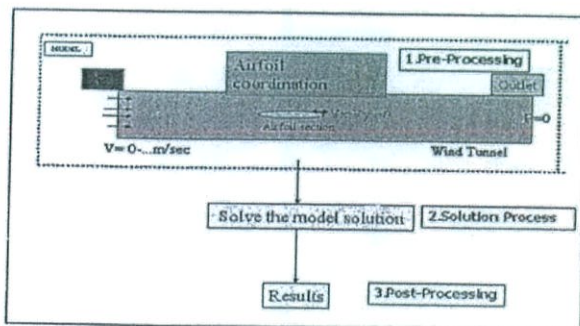 MODEL
1.Pre-Processing
Airfoil
coordination
Outlet
P=0
Airfoil section
V= 0-...m/sec
Wind Tunnel
Solve the model solution
2.Solution Process
Results
3.Post-Processing